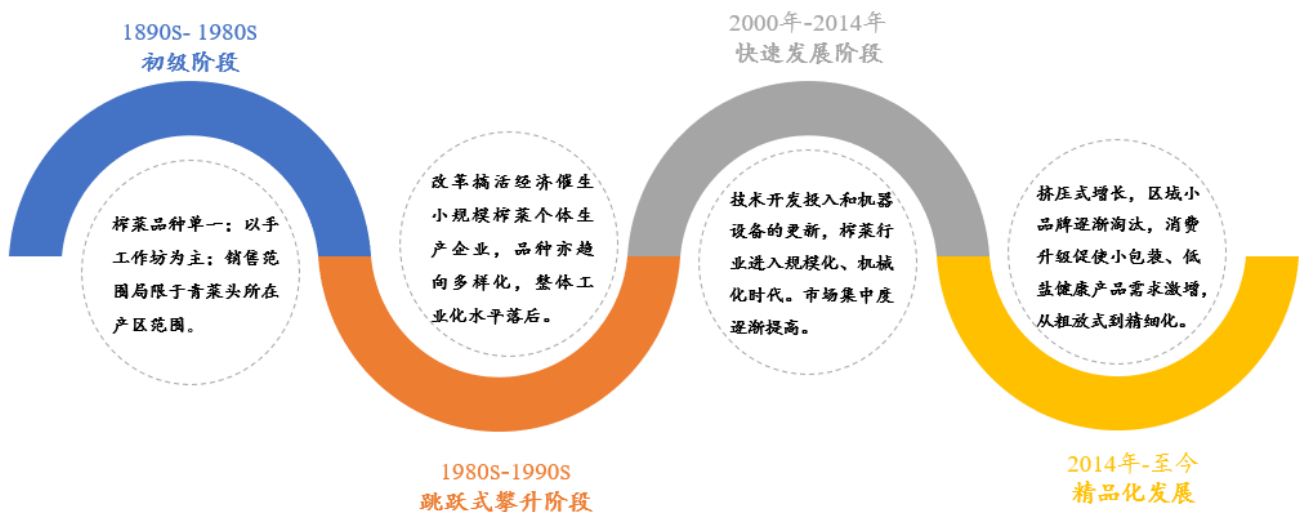 1890S- 1980S
初级阶段
榨菜品种单一；以手
工作坊为主；销售范
围局限于青菜头所在
产区范围。
改革搞活经济催生
小规模榨菜个体生
产企业，品种亦趋
向多样化，整体工
业化水平落后。
1980S-1990S
跳跃式攀升阶段
2000年-2014年
快速发展阶段
技术开发投入和机器
设备的更新，榨菜行
业进入规模化、机械
化时代。市场集中度
逐渐提高。
挤压式增长，区域小
品牌逐渐淘汰，消费
升级促使小包装、低
盐健康产品需求激增，
从粗放式到精细化。
2014年-至今
精品化发展